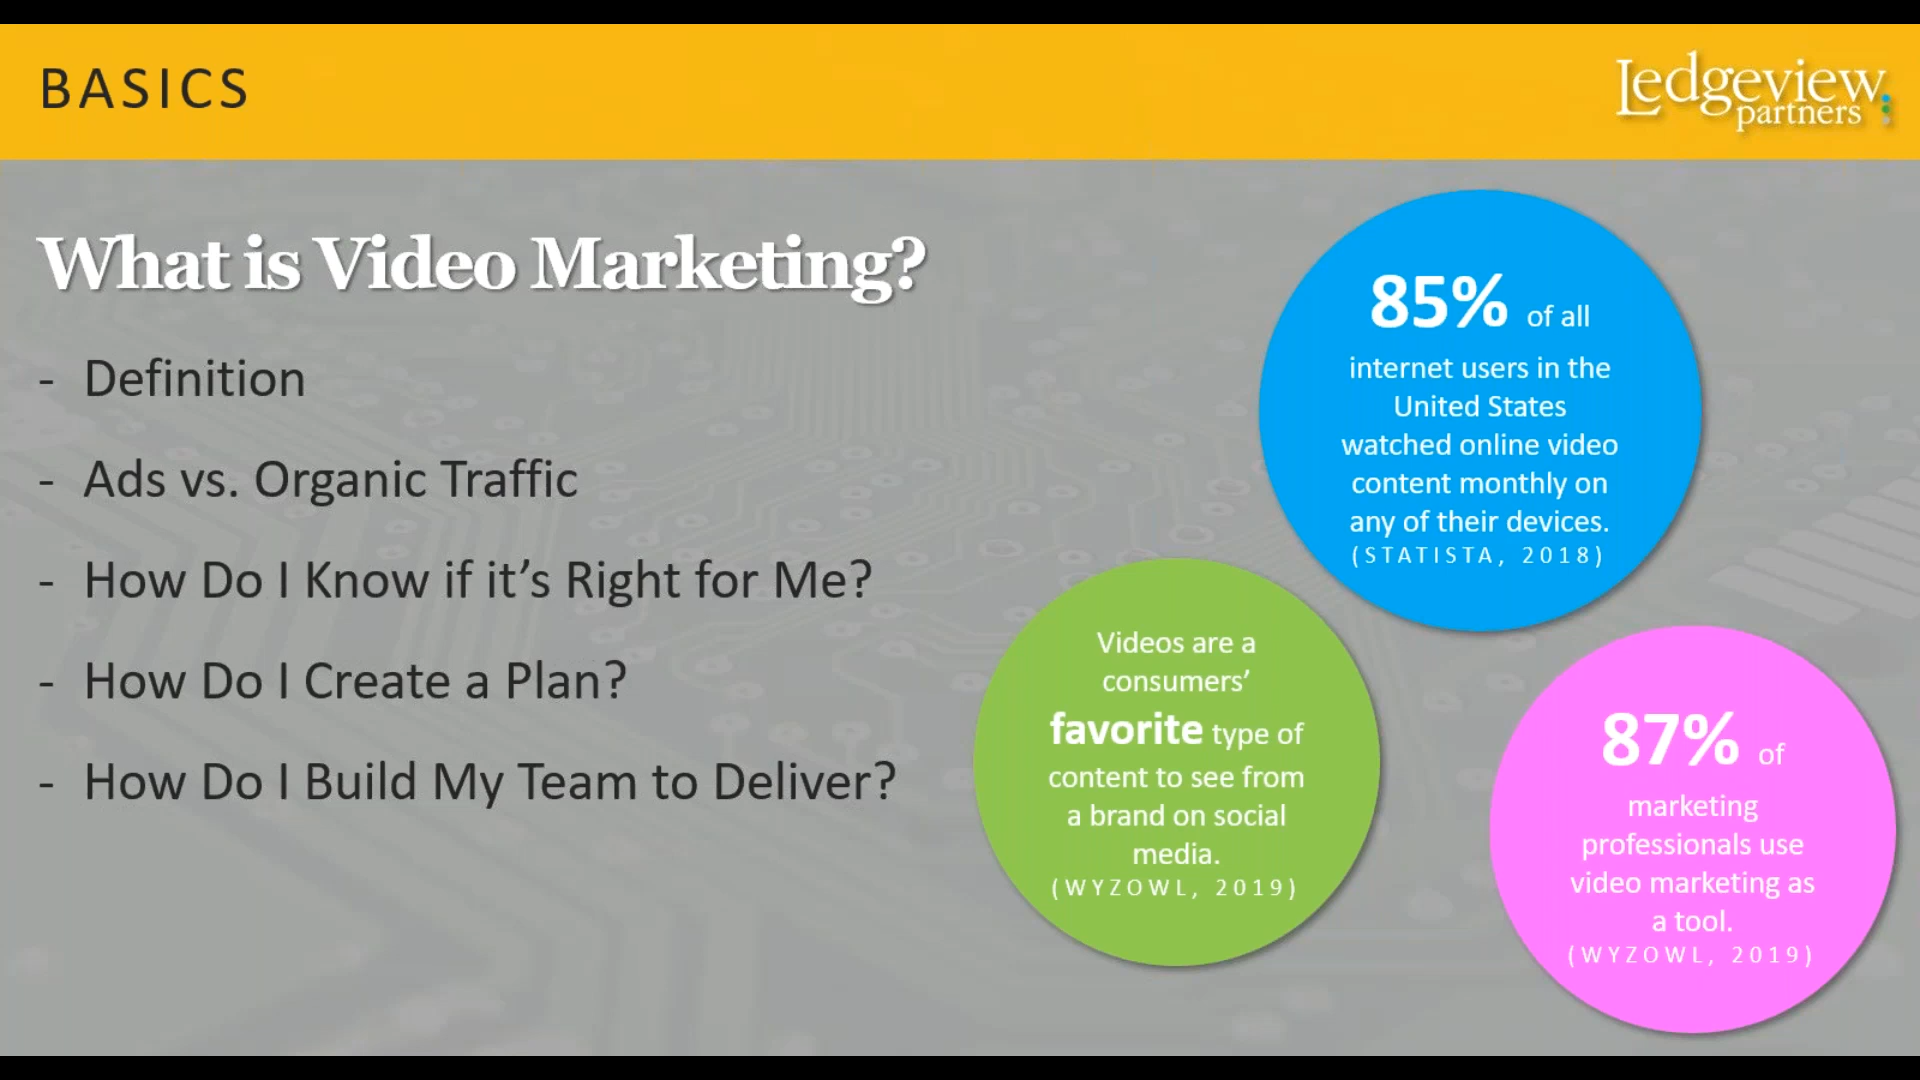 BASICS
Ledgeview
partners
What is Video Marketing?
- Definition
- Ads vs. Organic Traffic
- How Do I Know if it’s Right for Me?
- How Do I Create a Plan?
- How Do I Build My Team to Deliver?
85% of all
internet users in the
United States
watched online video
content monthly on
any of their devices.
(STATISTA, 2018)
Videos are a
consumers’
favorite type of
content to see from
a brand on social
media.
(WYZOWL, 2019)
87% of
marketing
professionals use
video marketing as
a tool.
(WYZOWL, 2019)